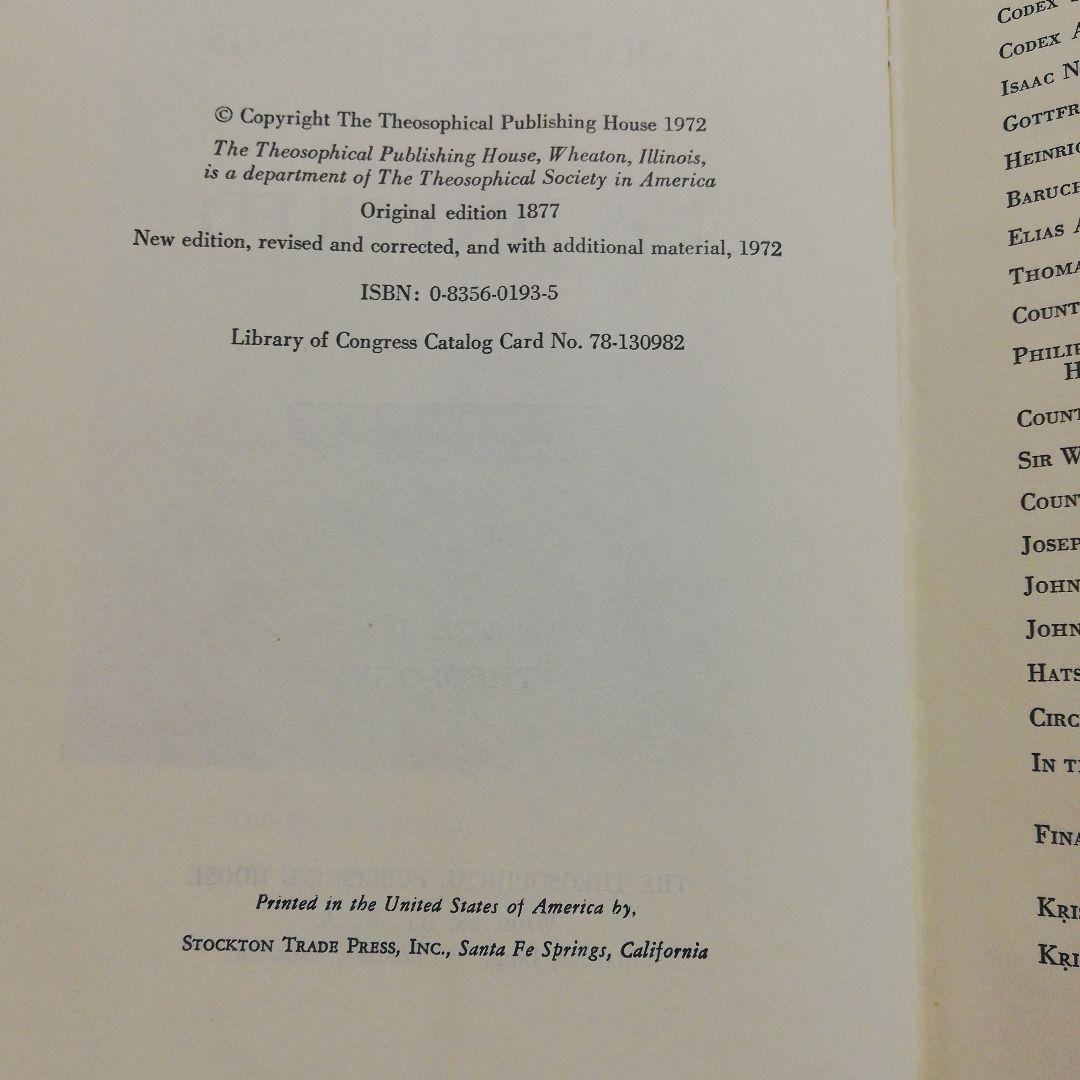 © Copyright The Theosophical Publishing House 1972
The Theosophical Publishing House, Wheaton, Illinois,
is a department of The Theosophical Society in America
Original edition 1877
New edition, revised and corrected, and with additional material, 1972
ISBN: 0-8356-0193-5
Library of Congress Catalog Card No. 78-130982
Printed in the United States of America by,
Stockton Trade Press, Inc., Santa Fe Springs, California
Codex
Codex A
Isaac N
Gottfr
Heinric
Baruch
Elias A
Thoma
Count
Philip
H
Count
Sir W
Coun
Josep
John
John
Hats
Circ
In t
Fina
Kṛi
Kṛi